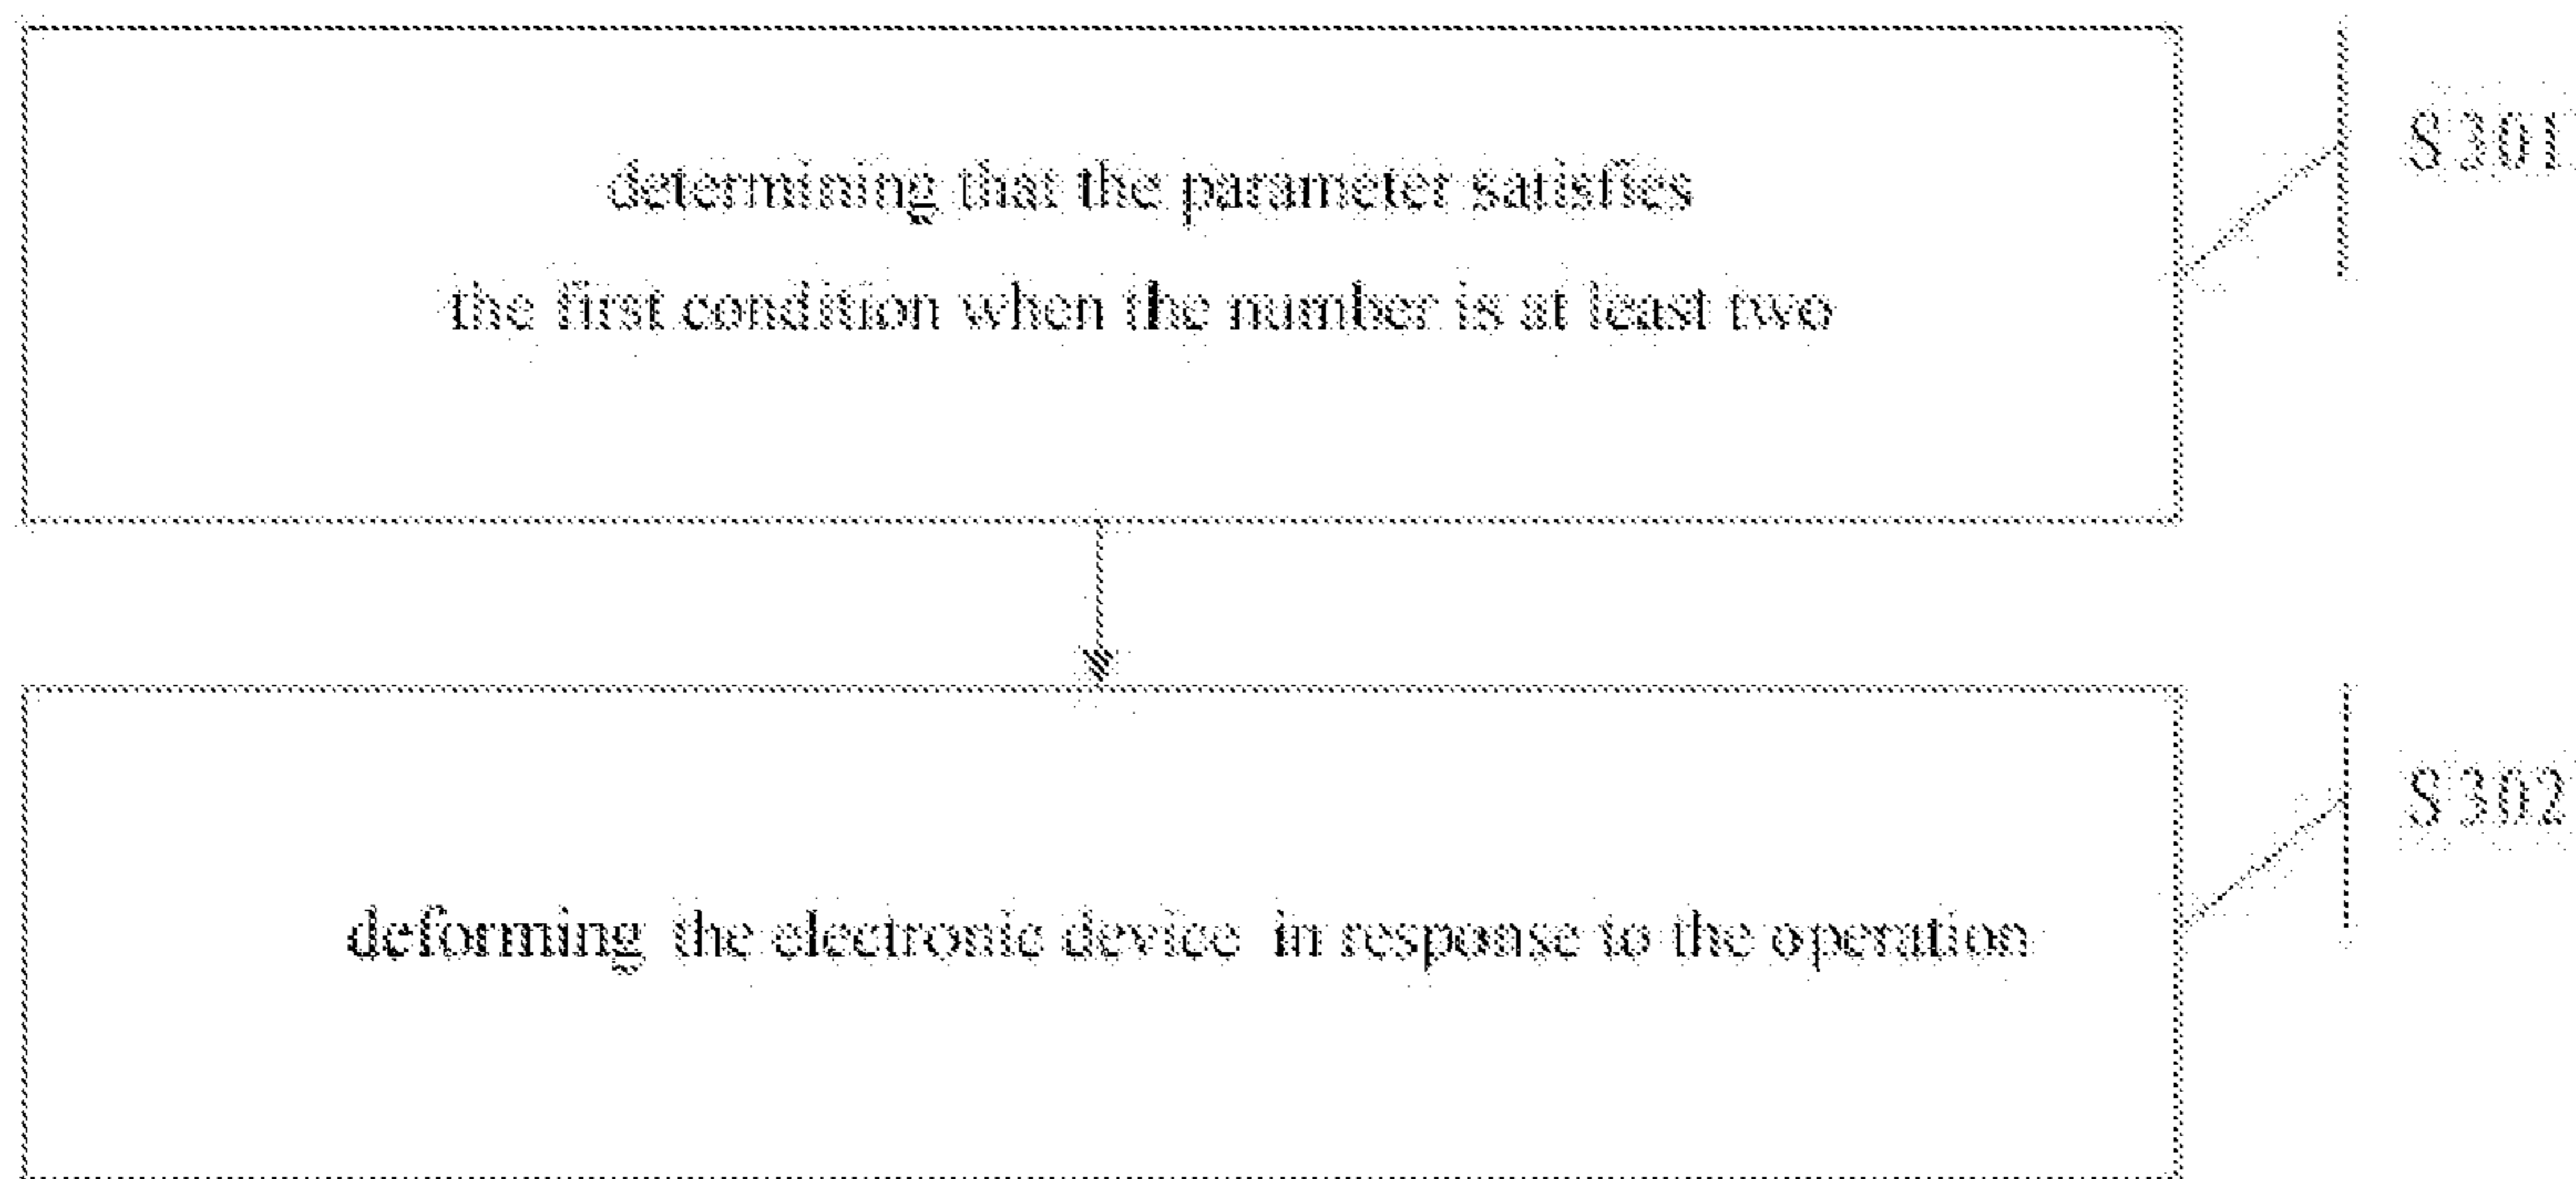 determining that the parameter satisfies
the first condition when the number is at least two
S301
deforming the electronic device in response to the operation
S302